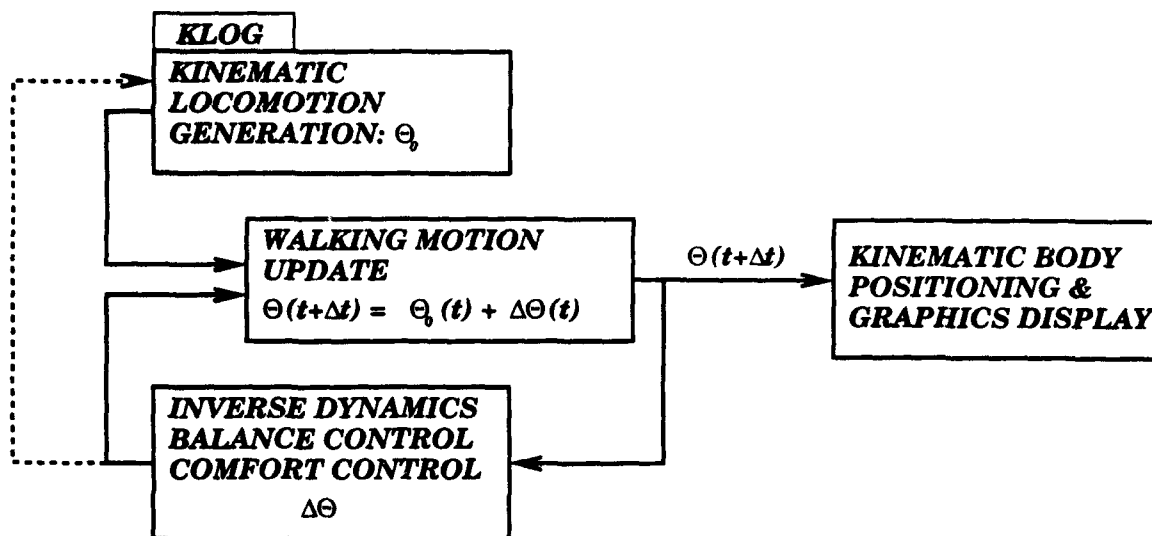 KLOG
KINEMATIC
LOCOMOTION
GENERATION: Θ₀
WALKING MOTION
UPDATE
Θ(t+Δt) = Θ₀(t) + ΔΘ(t)
Θ(t+Δt)
KINEMATIC BODY
POSITIONING &
GRAPHICS DISPLAY
INVERSE DYNAMICS
BALANCE CONTROL
COMFORT CONTROL
ΔΘ